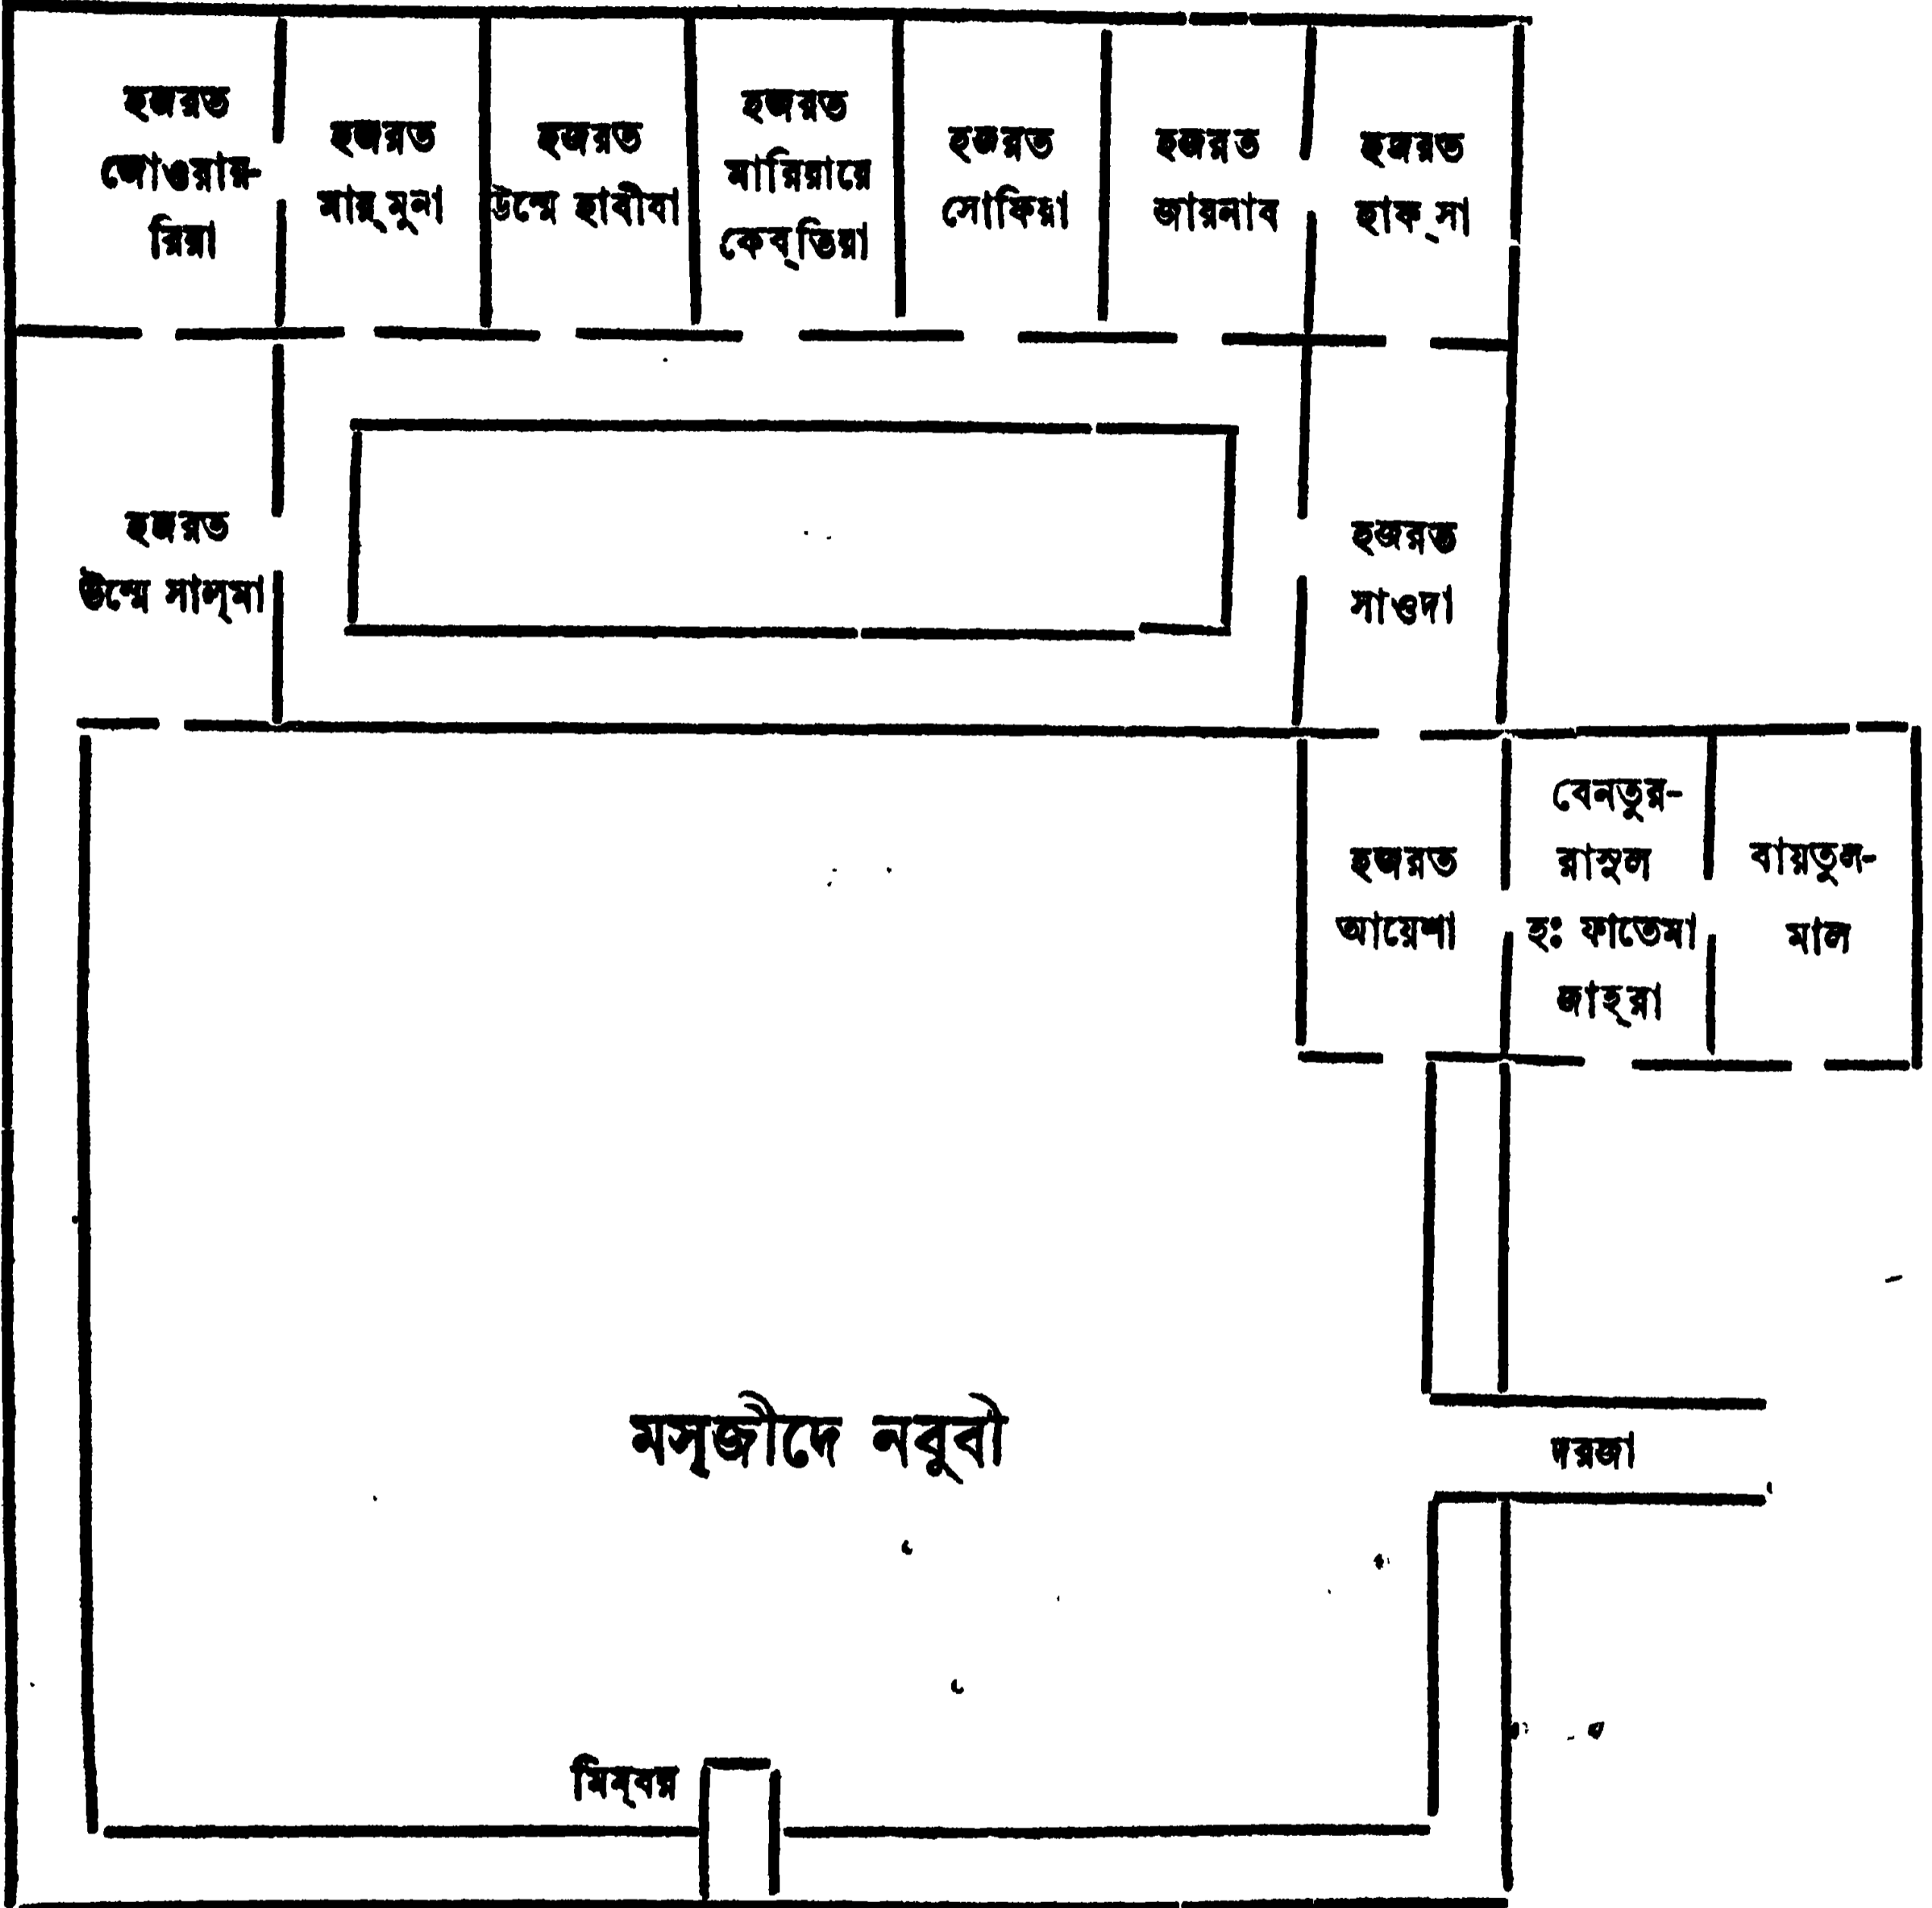 হজরত
জোওয়ায়-
রিয়া
হজরত
মায়্‌মুনা
হজরত
উম্মে হাবীবা
হজরত
মারিয়ায়ে
কেব্‌তিয়া
হজরত
সোফিয়া
হজরত
জায়নাব
হজরত
হাফ্‌সা
হজরত
উম্মে সাল্‌মা
হজরত
সাওদা
হজরত
আয়েশা
বেনতুর-
রাসুল
হঃ ফাতেমা
জাহ্‌রা
বায়তুল-
মাল
মস্‌জীদে নবুবী
দরজা
মিম্‌বর